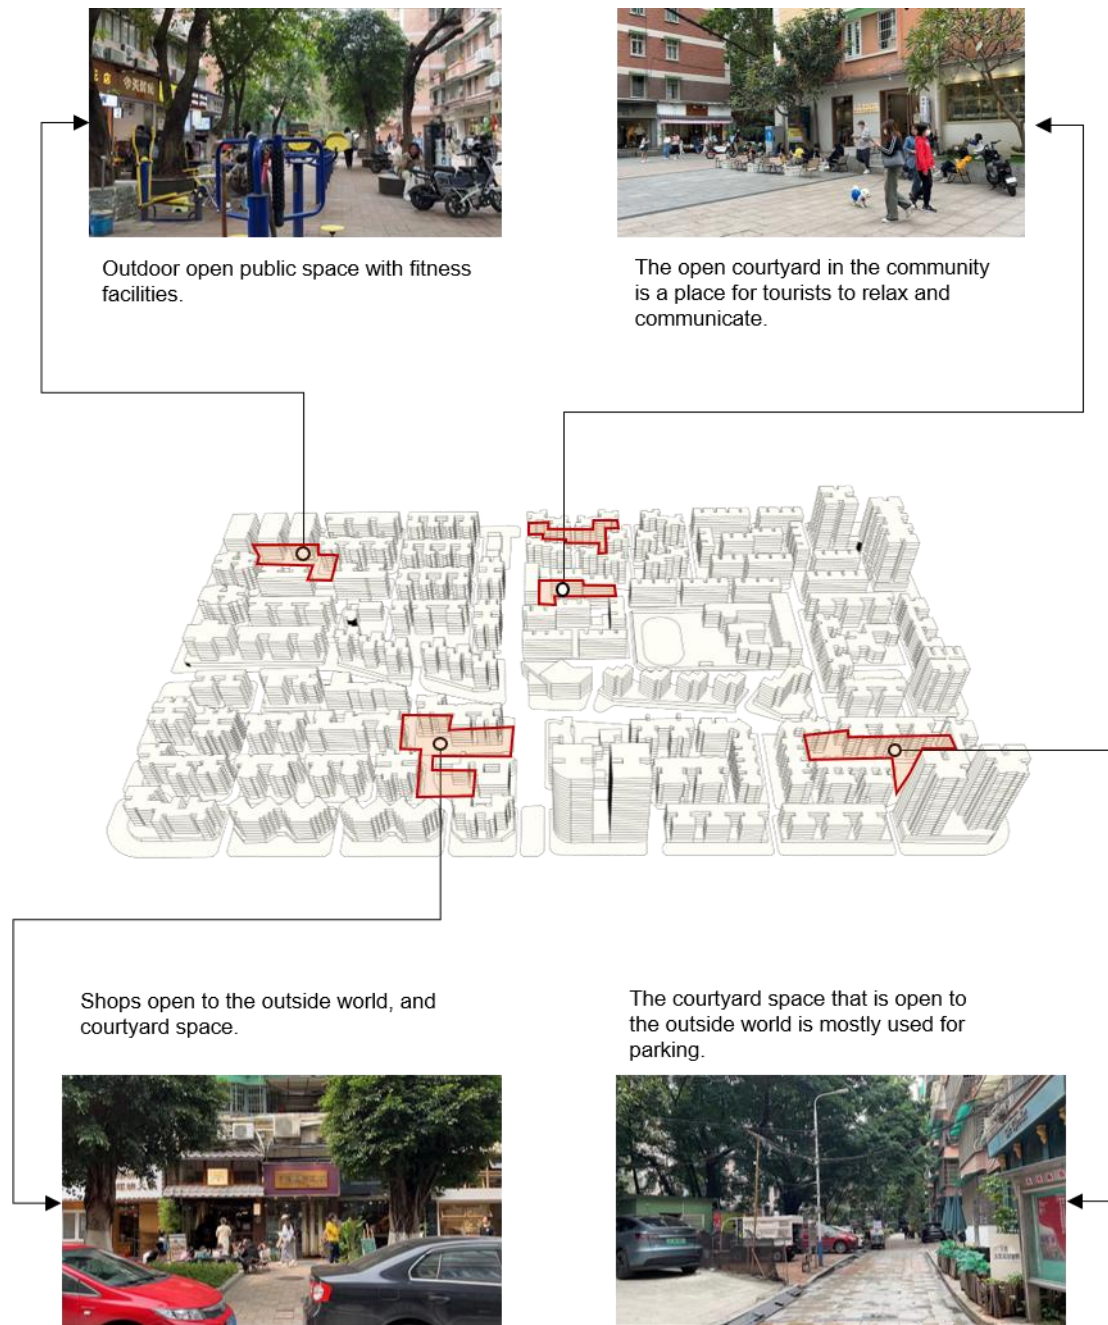 Outdoor open public space with fitness
facilities.
The open courtyard in the community
is a place for tourists to relax and
communicate.
Shops open to the outside world, and
courtyard space.
The courtyard space that is open to
the outside world is mostly used for
parking.